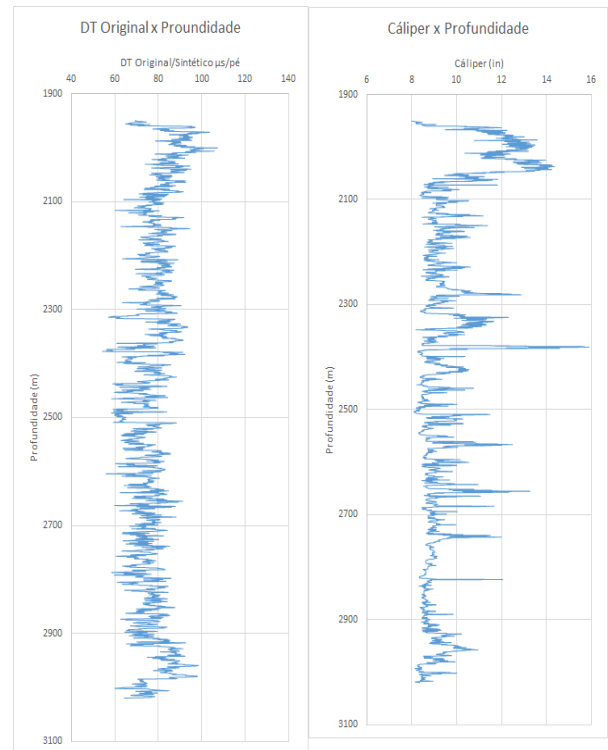 DT Original x Proundidade
DT Original/Sintético µs/pé
40 60 80 100 120 140
1900
2100
2300
2500
2700
2900
3100
Profundidade (m)
Cáliper x Profundidade
Cáliper (in)
6 8 10 12 14 16
1900
2100
2300
2500
2700
2900
3100
Profundidade (m)